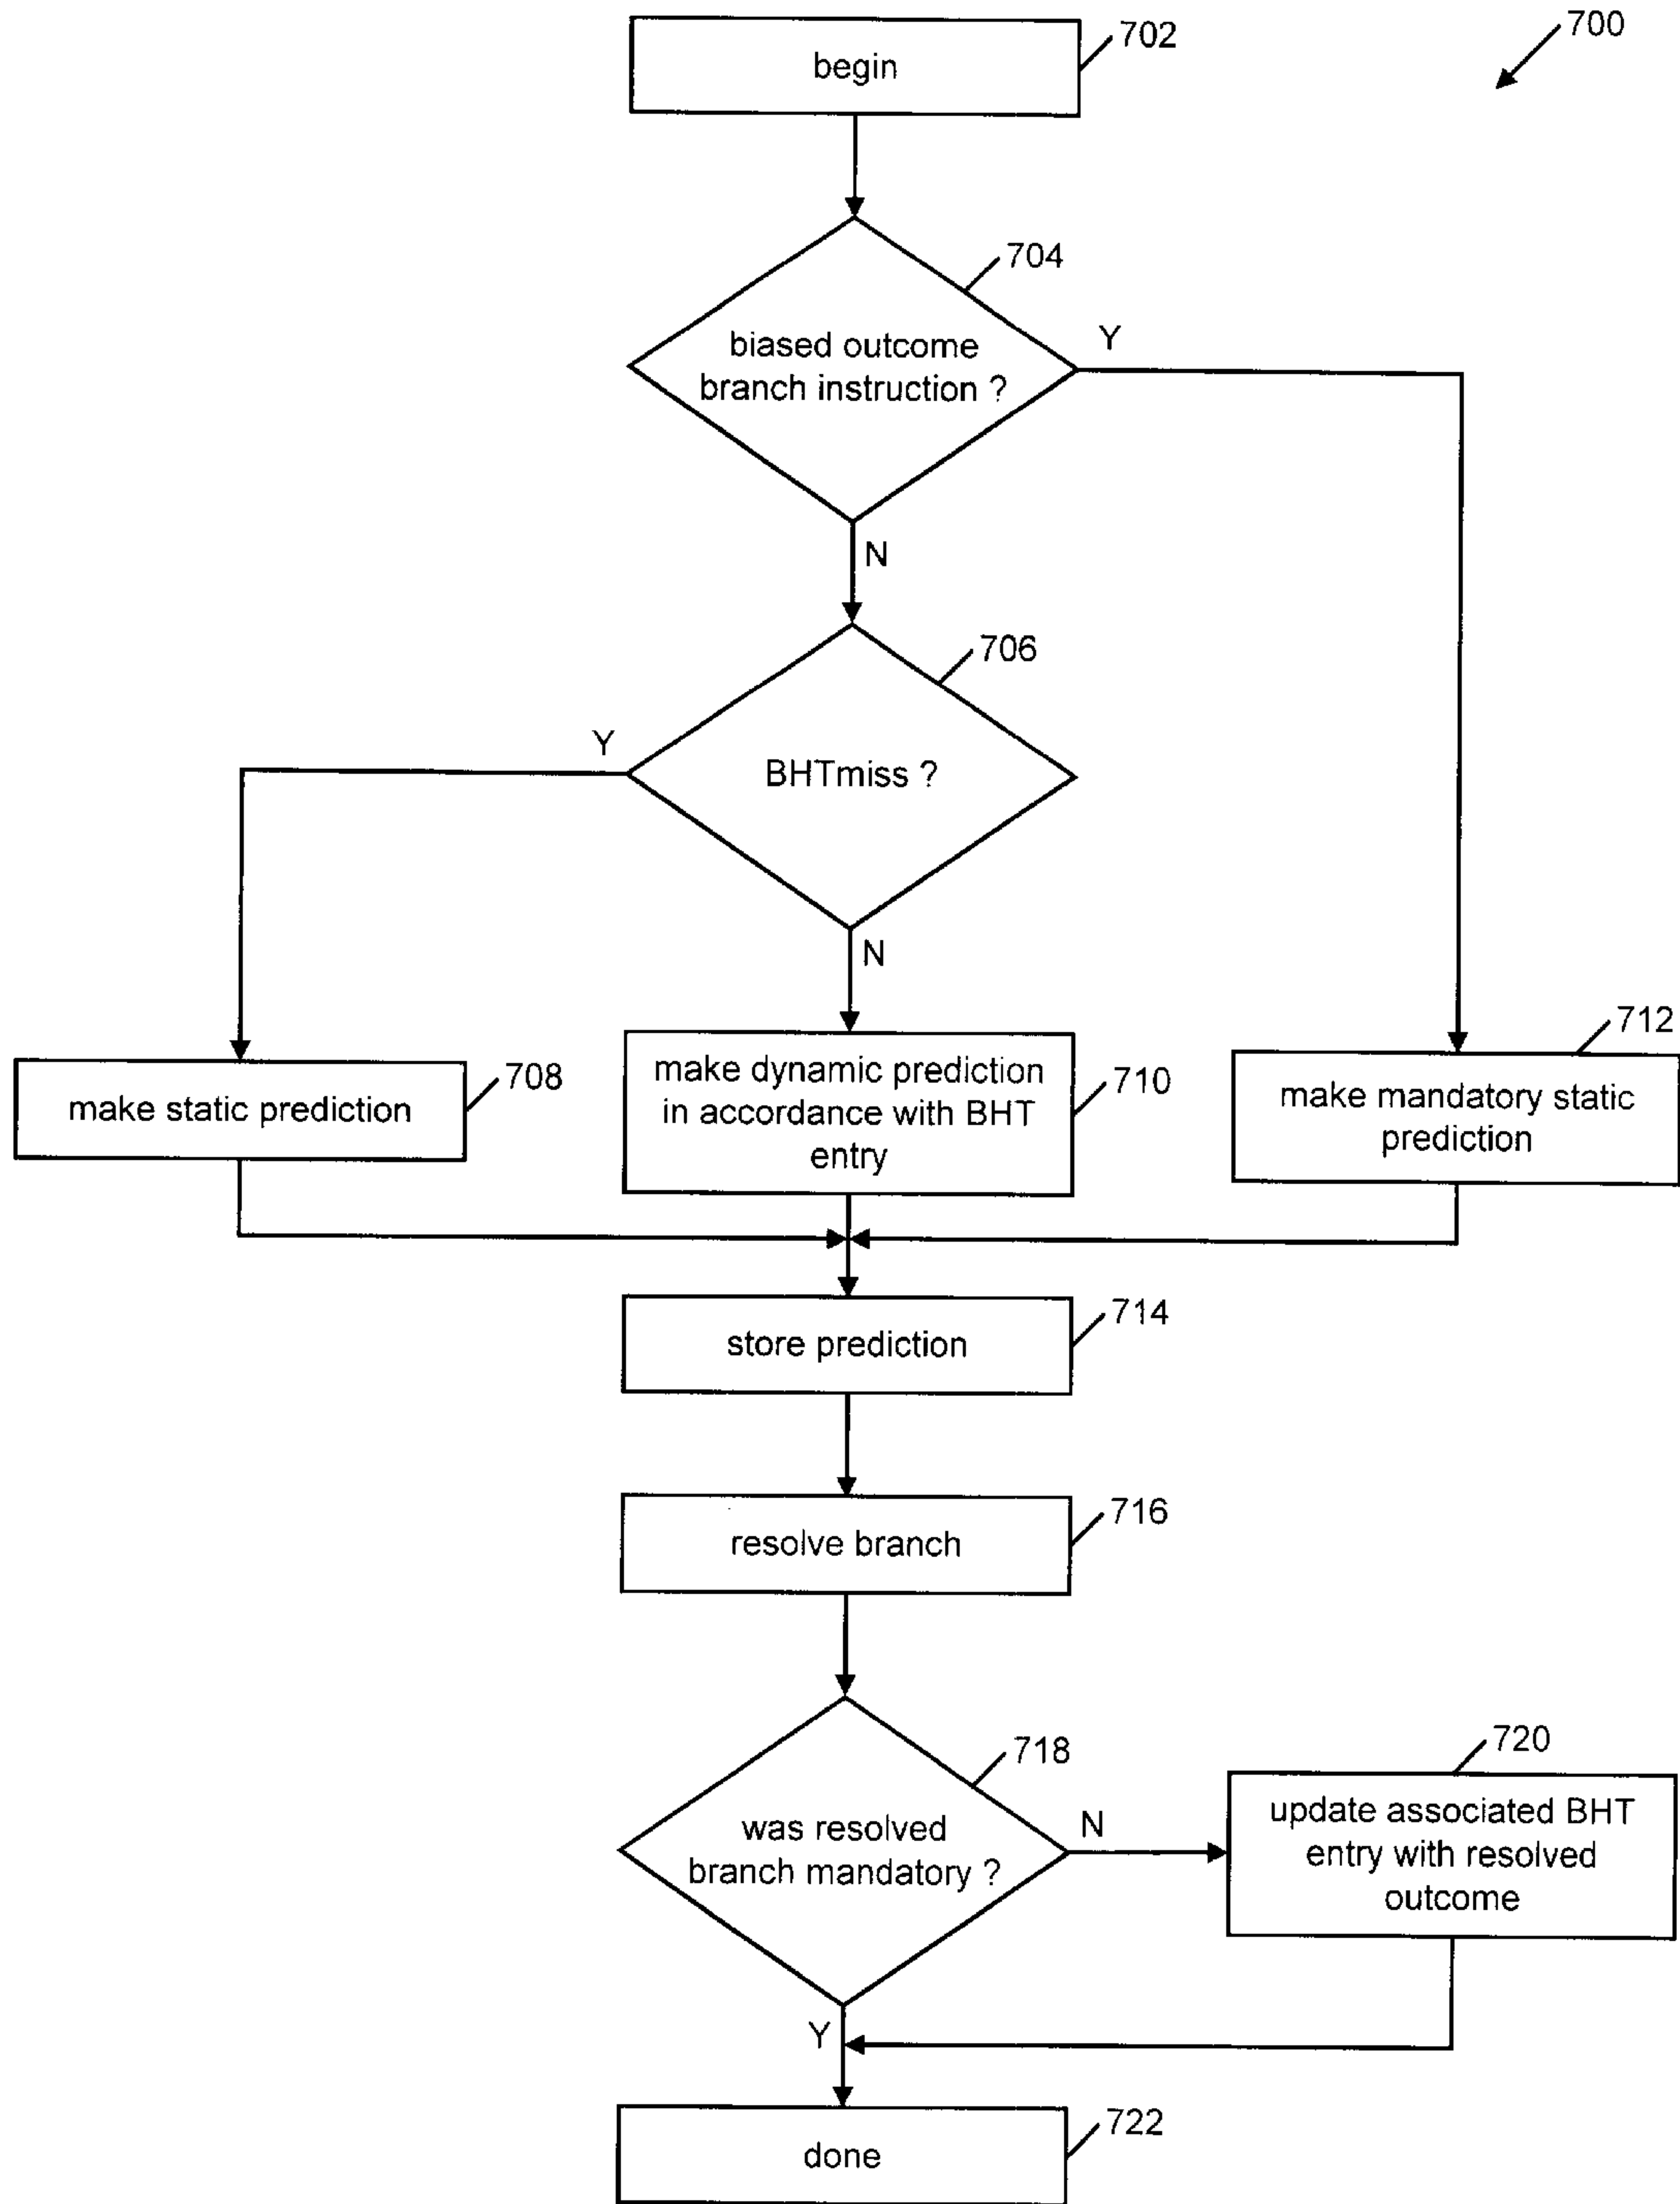 702
700
begin
704
biased outcome
branch instruction ?
Y
N
706
BHTmiss ?
Y
N
make static prediction
708
make dynamic prediction
in accordance with BHT
entry
710
712
make mandatory static
prediction
store prediction
714
resolve branch
716
718
was resolved
branch mandatory ?
N
720
update associated BHT
entry with resolved
outcome
Y
done
722